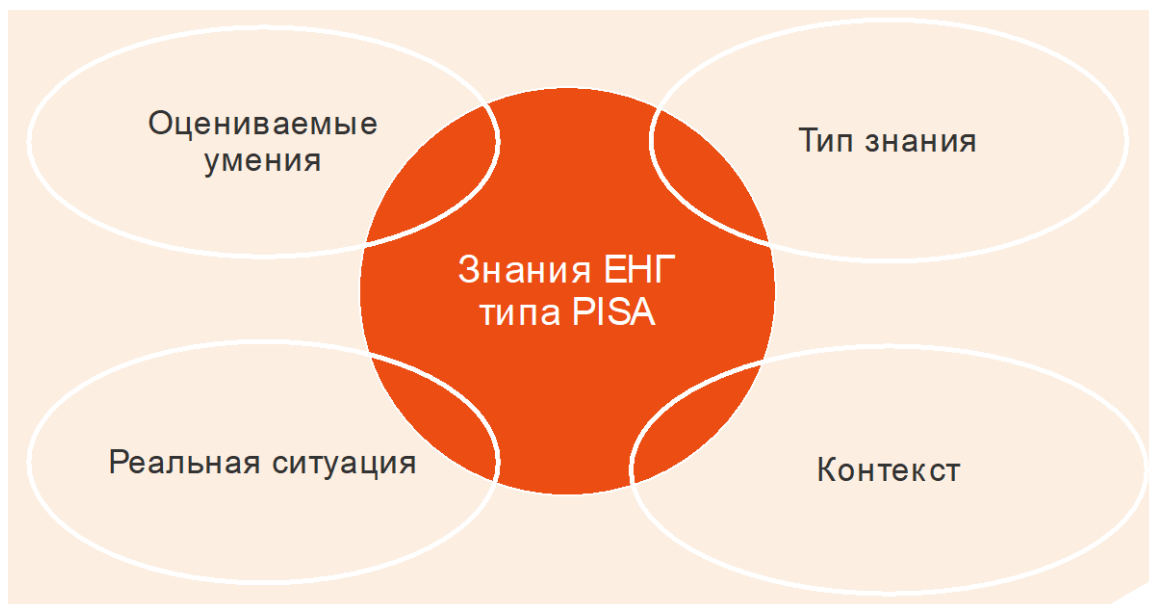 Оцениваемые
умения
Тип знания
Знания ЕНГ
типа PISA
Реальная ситуация
Контекст